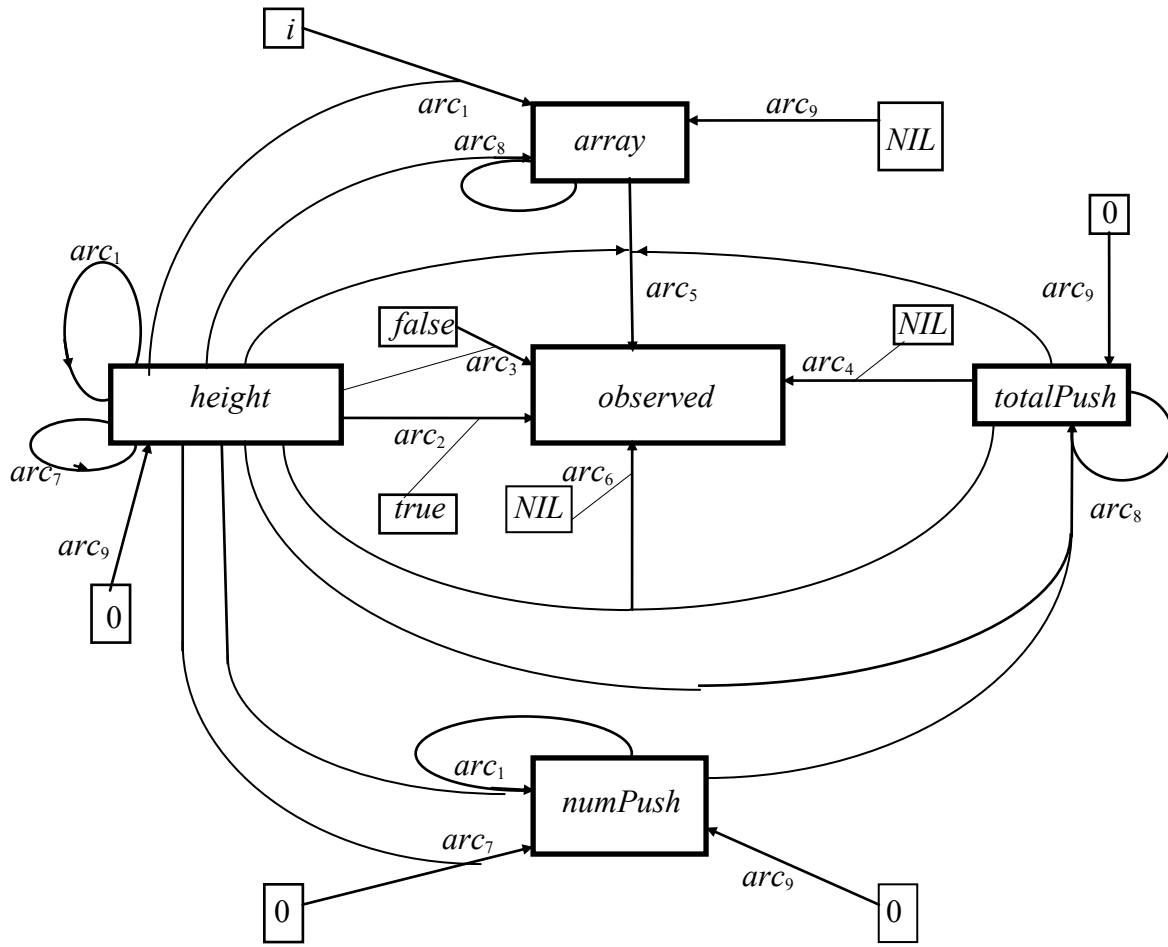 i
arc₁
arc₉
arc₈
array
NIL
0
arc₁
arc₅
arc₉
false
NIL
arc₃
arc₄
height
observed
totalPush
arc₂
arc₇
arc₆
true
NIL
arc₈
arc₉
0
arc₁
numPush
arc₇
arc₉
0
0